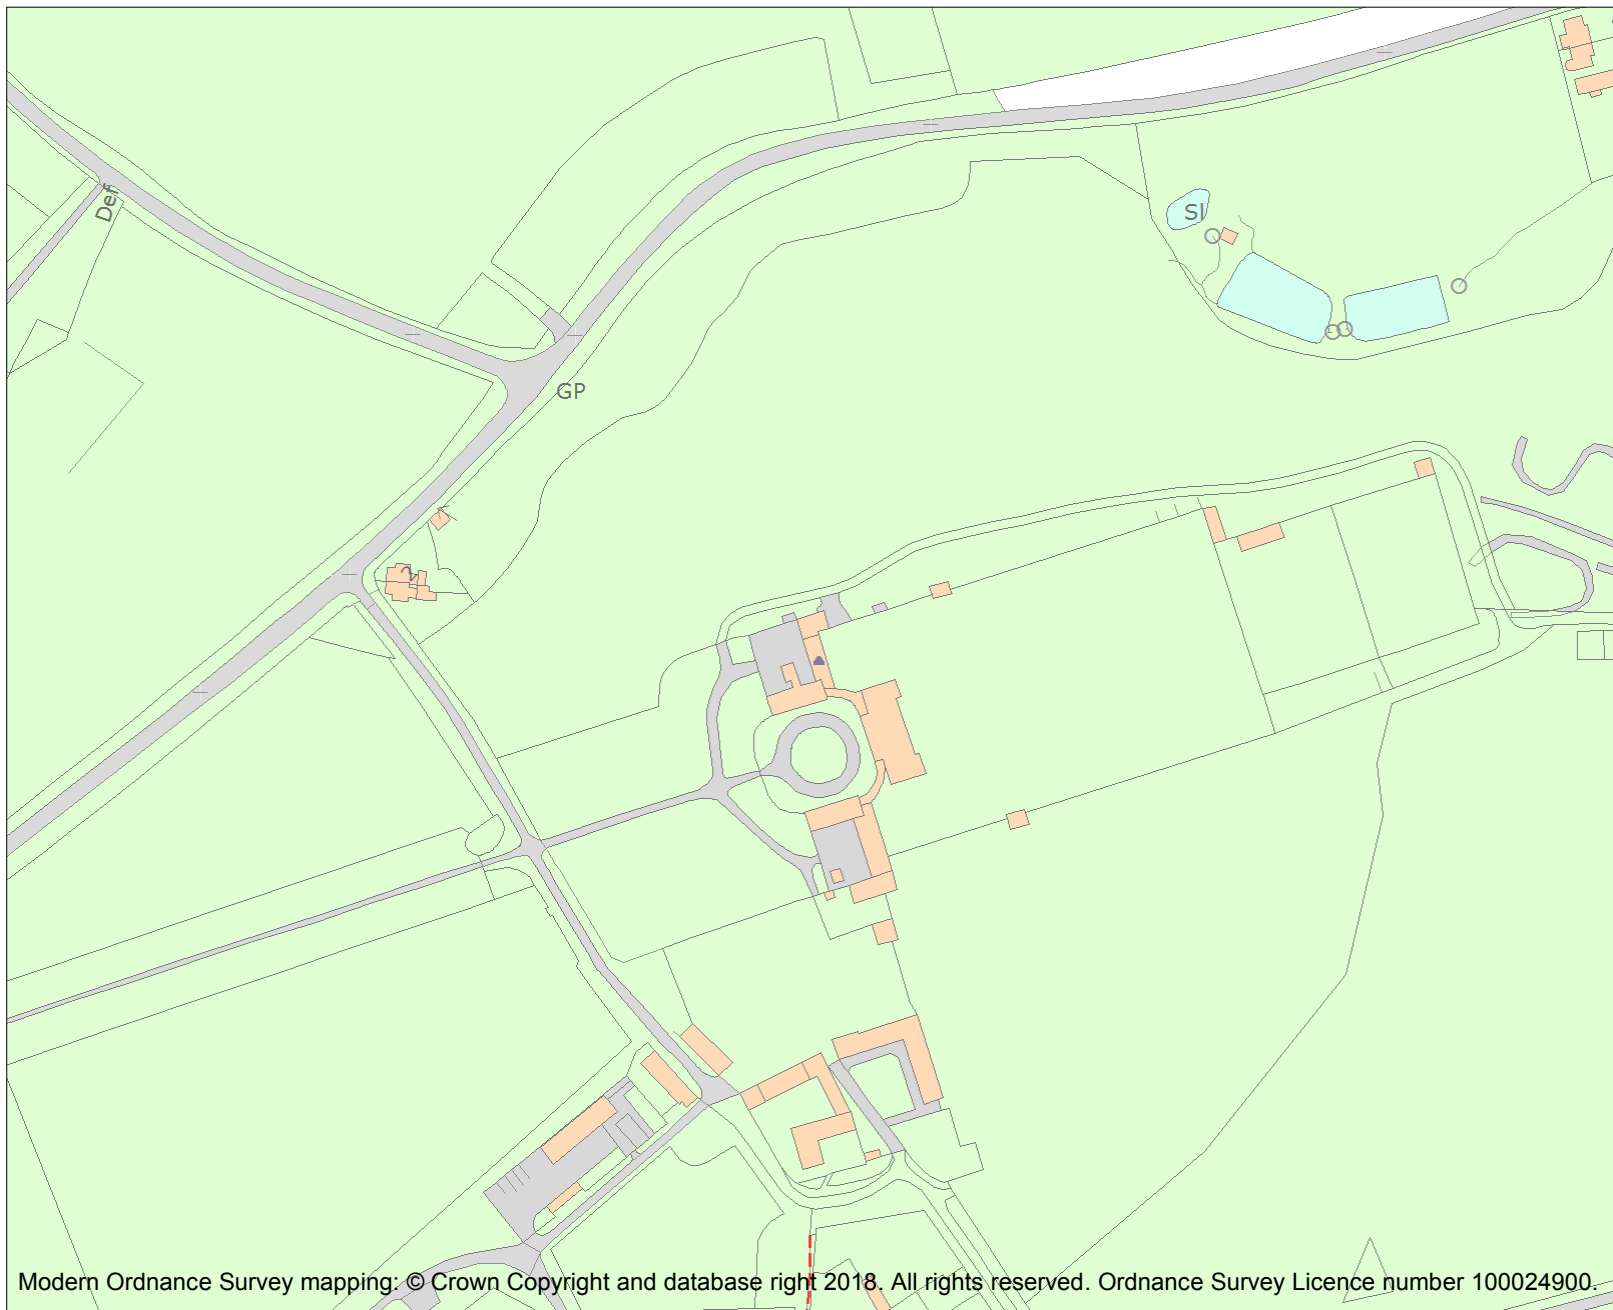 Def
Sl
GP
2
Modern Ordnance Survey mapping: © Crown Copyright and database right 2018. All rights reserved. Ordnance Survey Licence number 100024900.